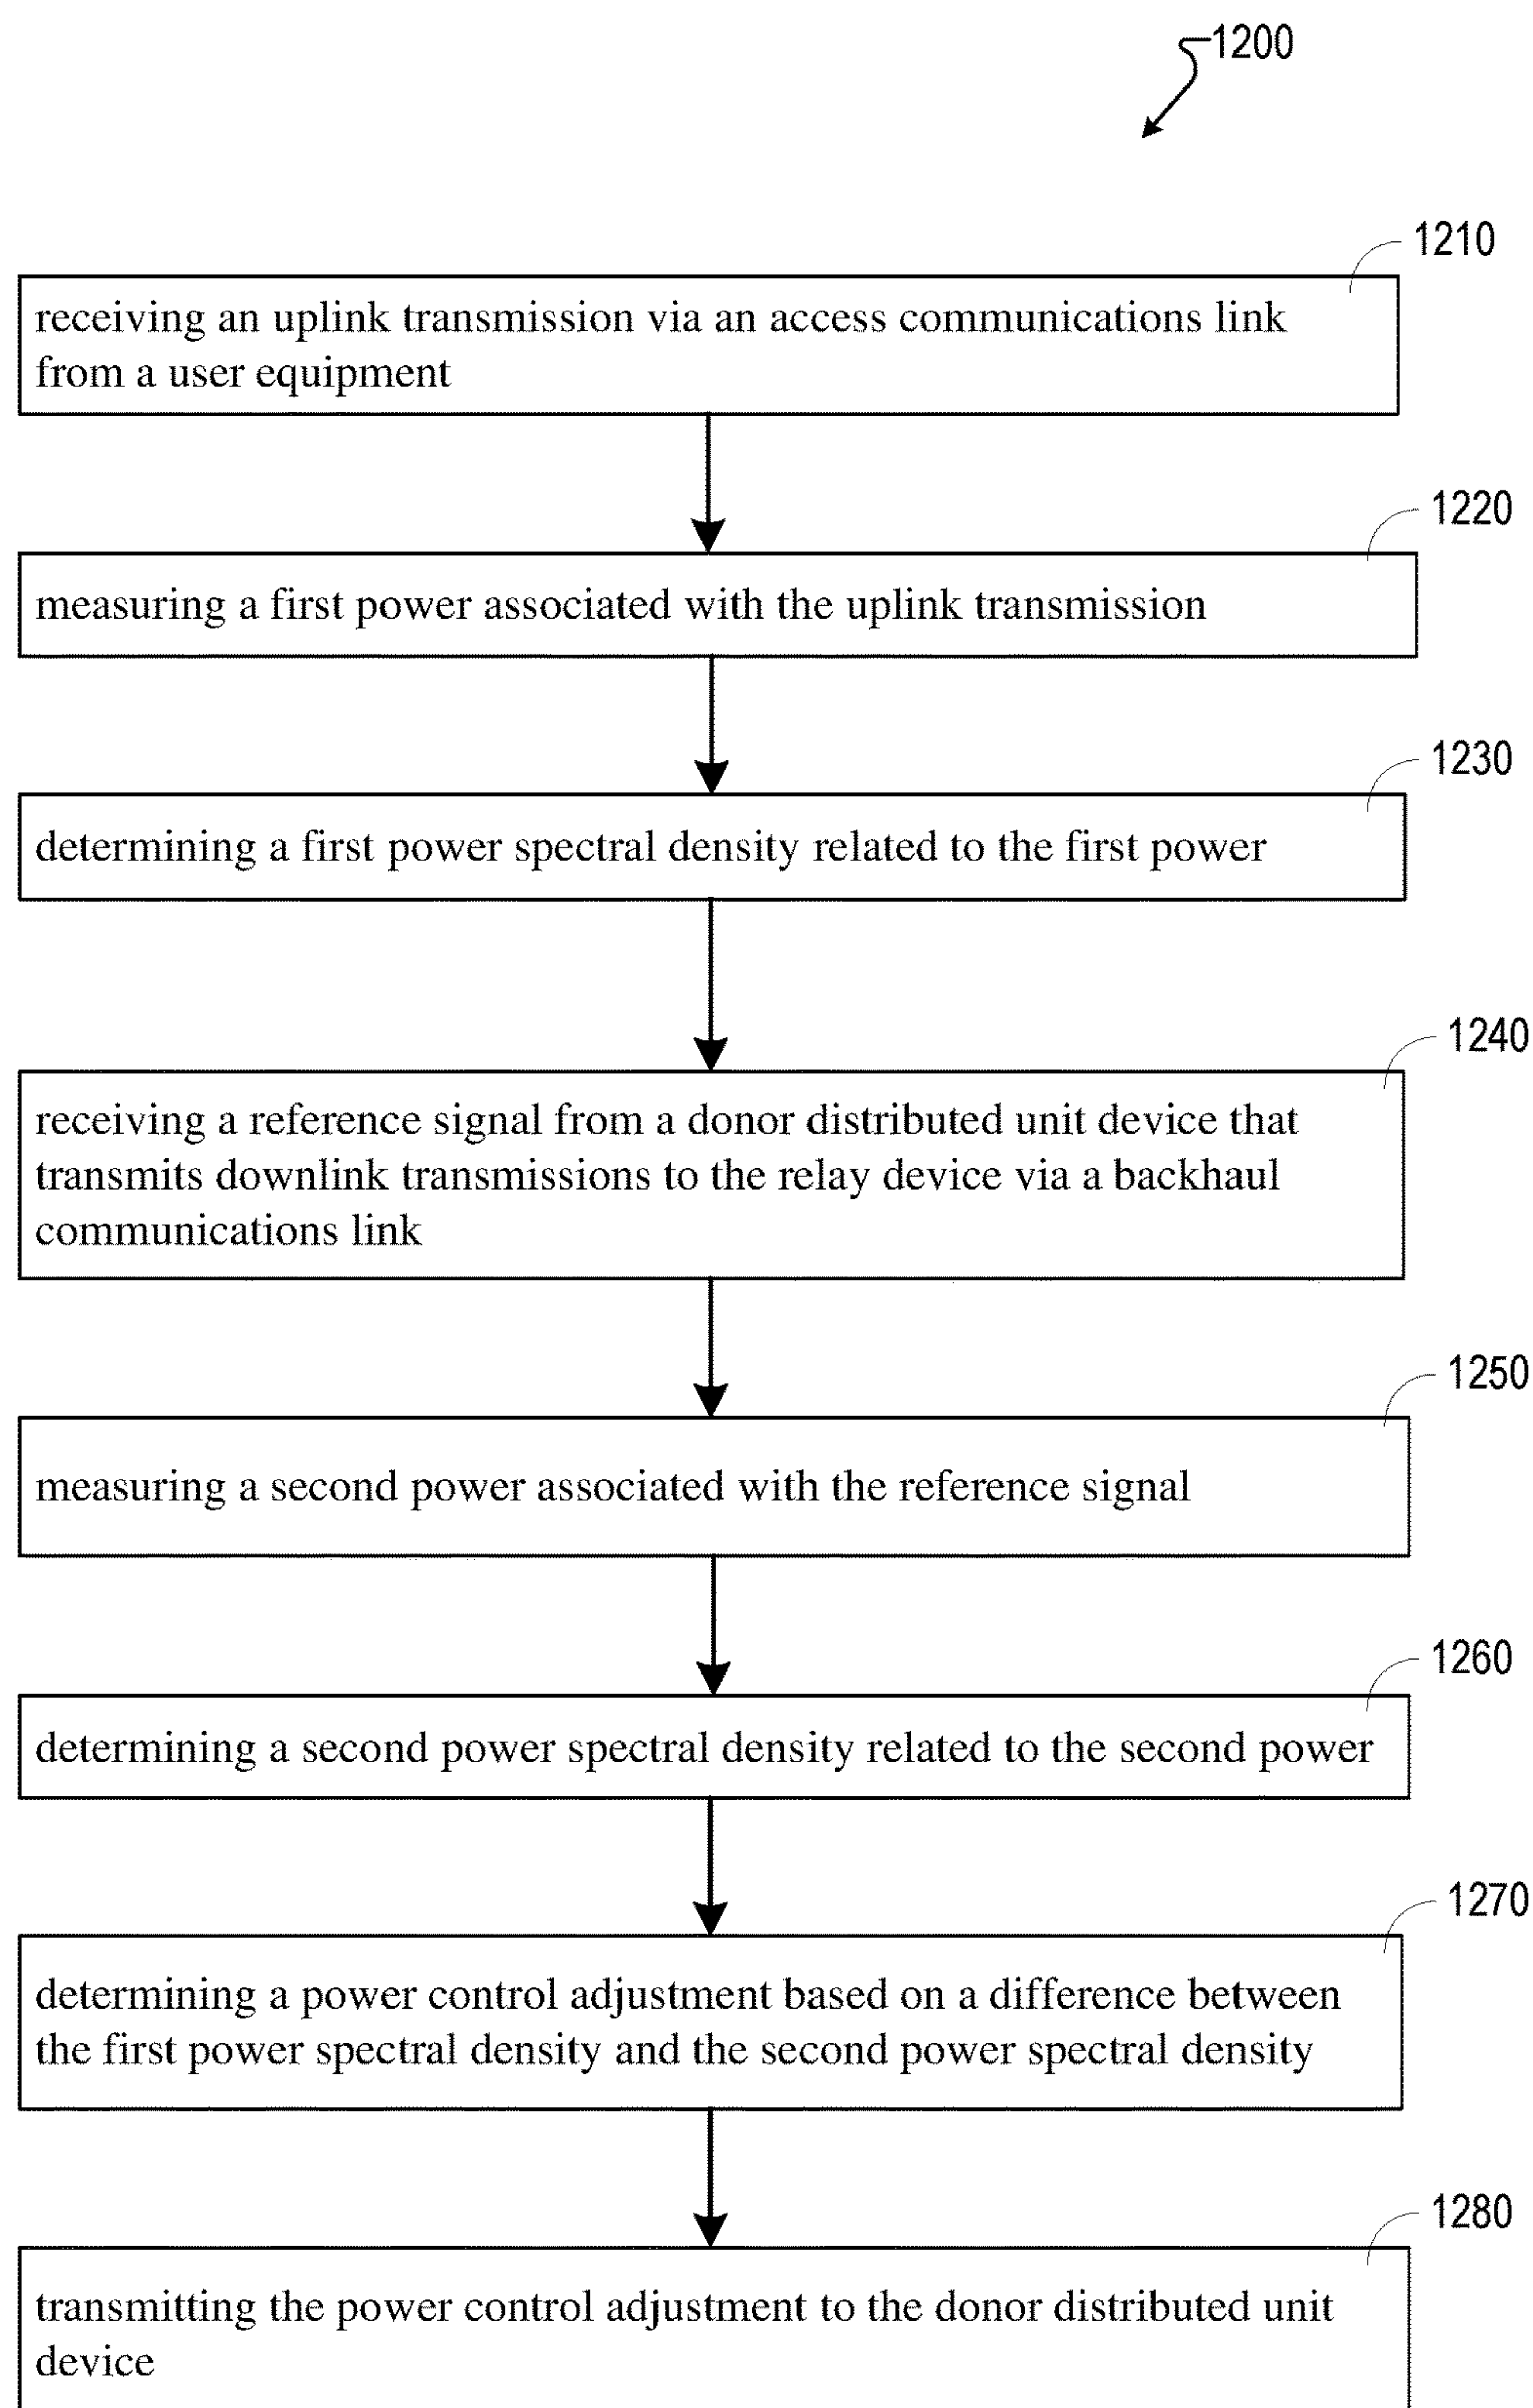 1200
1210
receiving an uplink transmission via an access communications link
from a user equipment
1220
measuring a first power associated with the uplink transmission
1230
determining a first power spectral density related to the first power
1240
receiving a reference signal from a donor distributed unit device that
transmits downlink transmissions to the relay device via a backhaul
communications link
1250
measuring a second power associated with the reference signal
1260
determining a second power spectral density related to the second power
1270
determining a power control adjustment based on a difference between
the first power spectral density and the second power spectral density
1280
transmitting the power control adjustment to the donor distributed unit
device